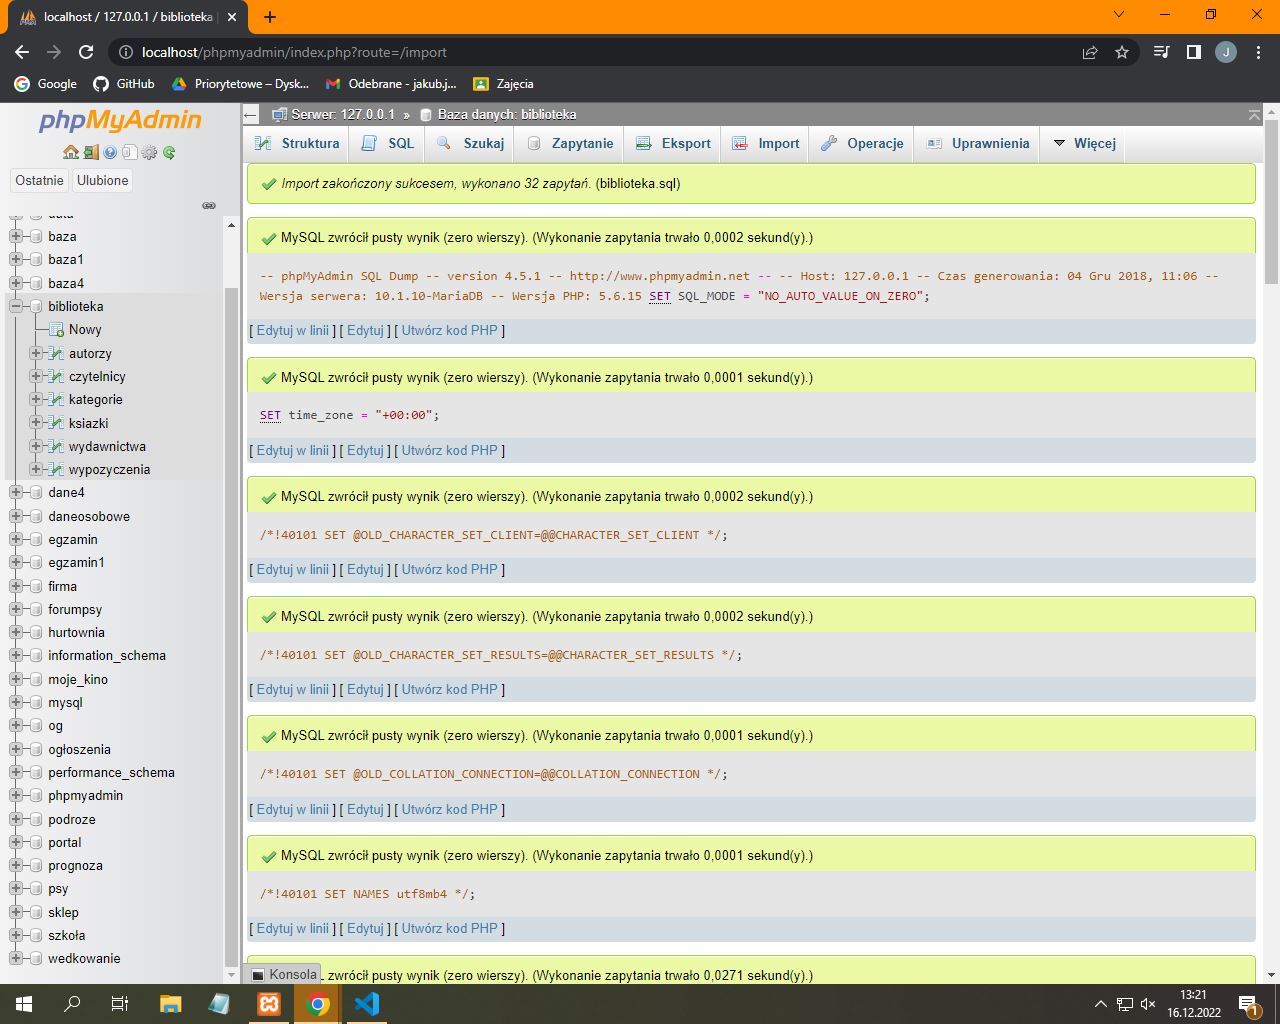 localhost / 127.0.0.1 / biblioteka |
localhost/phpmyadmin/index.php?route=/import
J
Google
GitHub
Priorytetowe – Dysk...
Odebrane - jakub.j...
Zajęcia
phpMyAdmin
Ostatnie
Ulubione
baza
baza1
baza4
biblioteka
Nowy
autorzy
czytelnicy
kategorie
ksiazki
wydawnictwa
wypozyczenia
dane4
daneosobowe
egzamin
egzamin1
firma
forumpsy
hurtownia
information_schema
moje_kino
mysql
og
ogłoszenia
performance_schema
phpmyadmin
podroze
portal
prognoza
psy
sklep
szkoła
wedkowanie
Serwer: 127.0.0.1 » Baza danych: biblioteka
Struktura
SQL
Szukaj
Zapytanie
Eksport
Import
Operacje
Uprawnienia
Więcej
Import zakończony sukcesem, wykonano 32 zapytań. (biblioteka.sql)
MySQL zwrócił pusty wynik (zero wierszy). (Wykonanie zapytania trwało 0,0002 sekund(y).)
-- phpMyAdmin SQL Dump -- version 4.5.1 -- http://www.phpmyadmin.net -- -- Host: 127.0.0.1 -- Czas generowania: 04 Gru 2018, 11:06 --
Wersja serwera: 10.1.10-MariaDB -- Wersja PHP: 5.6.15 SET SQL_MODE = "NO_AUTO_VALUE_ON_ZERO";
[ Edytuj w linii ] [ Edytuj ] [ Utwórz kod PHP ]
MySQL zwrócił pusty wynik (zero wierszy). (Wykonanie zapytania trwało 0,0001 sekund(y).)
SET time_zone = "+00:00";
[ Edytuj w linii ] [ Edytuj ] [ Utwórz kod PHP ]
MySQL zwrócił pusty wynik (zero wierszy). (Wykonanie zapytania trwało 0,0002 sekund(y).)
/*!40101 SET @OLD_CHARACTER_SET_CLIENT=@@CHARACTER_SET_CLIENT */;
[ Edytuj w linii ] [ Edytuj ] [ Utwórz kod PHP ]
MySQL zwrócił pusty wynik (zero wierszy). (Wykonanie zapytania trwało 0,0002 sekund(y).)
/*!40101 SET @OLD_CHARACTER_SET_RESULTS=@@CHARACTER_SET_RESULTS */;
[ Edytuj w linii ] [ Edytuj ] [ Utwórz kod PHP ]
MySQL zwrócił pusty wynik (zero wierszy). (Wykonanie zapytania trwało 0,0001 sekund(y).)
/*!40101 SET @OLD_COLLATION_CONNECTION=@@COLLATION_CONNECTION */;
[ Edytuj w linii ] [ Edytuj ] [ Utwórz kod PHP ]
MySQL zwrócił pusty wynik (zero wierszy). (Wykonanie zapytania trwało 0,0001 sekund(y).)
/*!40101 SET NAMES utf8mb4 */;
[ Edytuj w linii ] [ Edytuj ] [ Utwórz kod PHP ]
Konsola
zwrócił pusty wynik (zero wierszy). (Wykonanie zapytania trwało 0,0271 sekund(y).)
13:21
16.12.2022
1